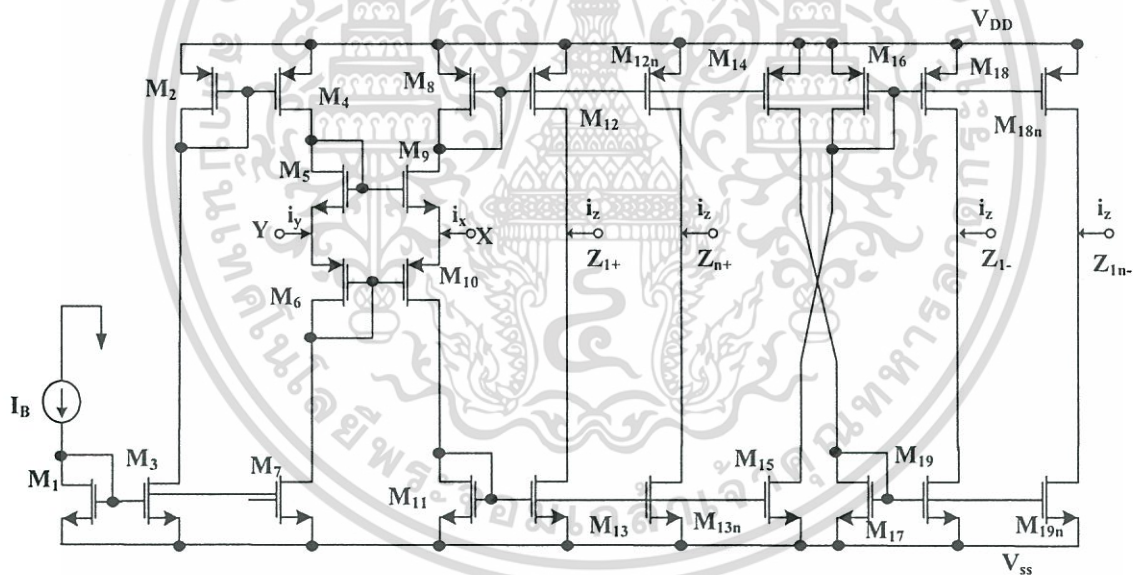 V_DD
M_12n
M_14
M_16
M_18
M_2
M_4
M_8
M_12
M_18n
M_5
M_9
Y
i_y
i_x
X
i_z
Z_1+
i_z
Z_n+
i_z
Z_1-
i_z
Z_1n-
M_6
M_10
I_B
M_1
M_3
M_7
M_11
M_13
M_13n
M_15
M_19
M_17
M_19n
V_ss